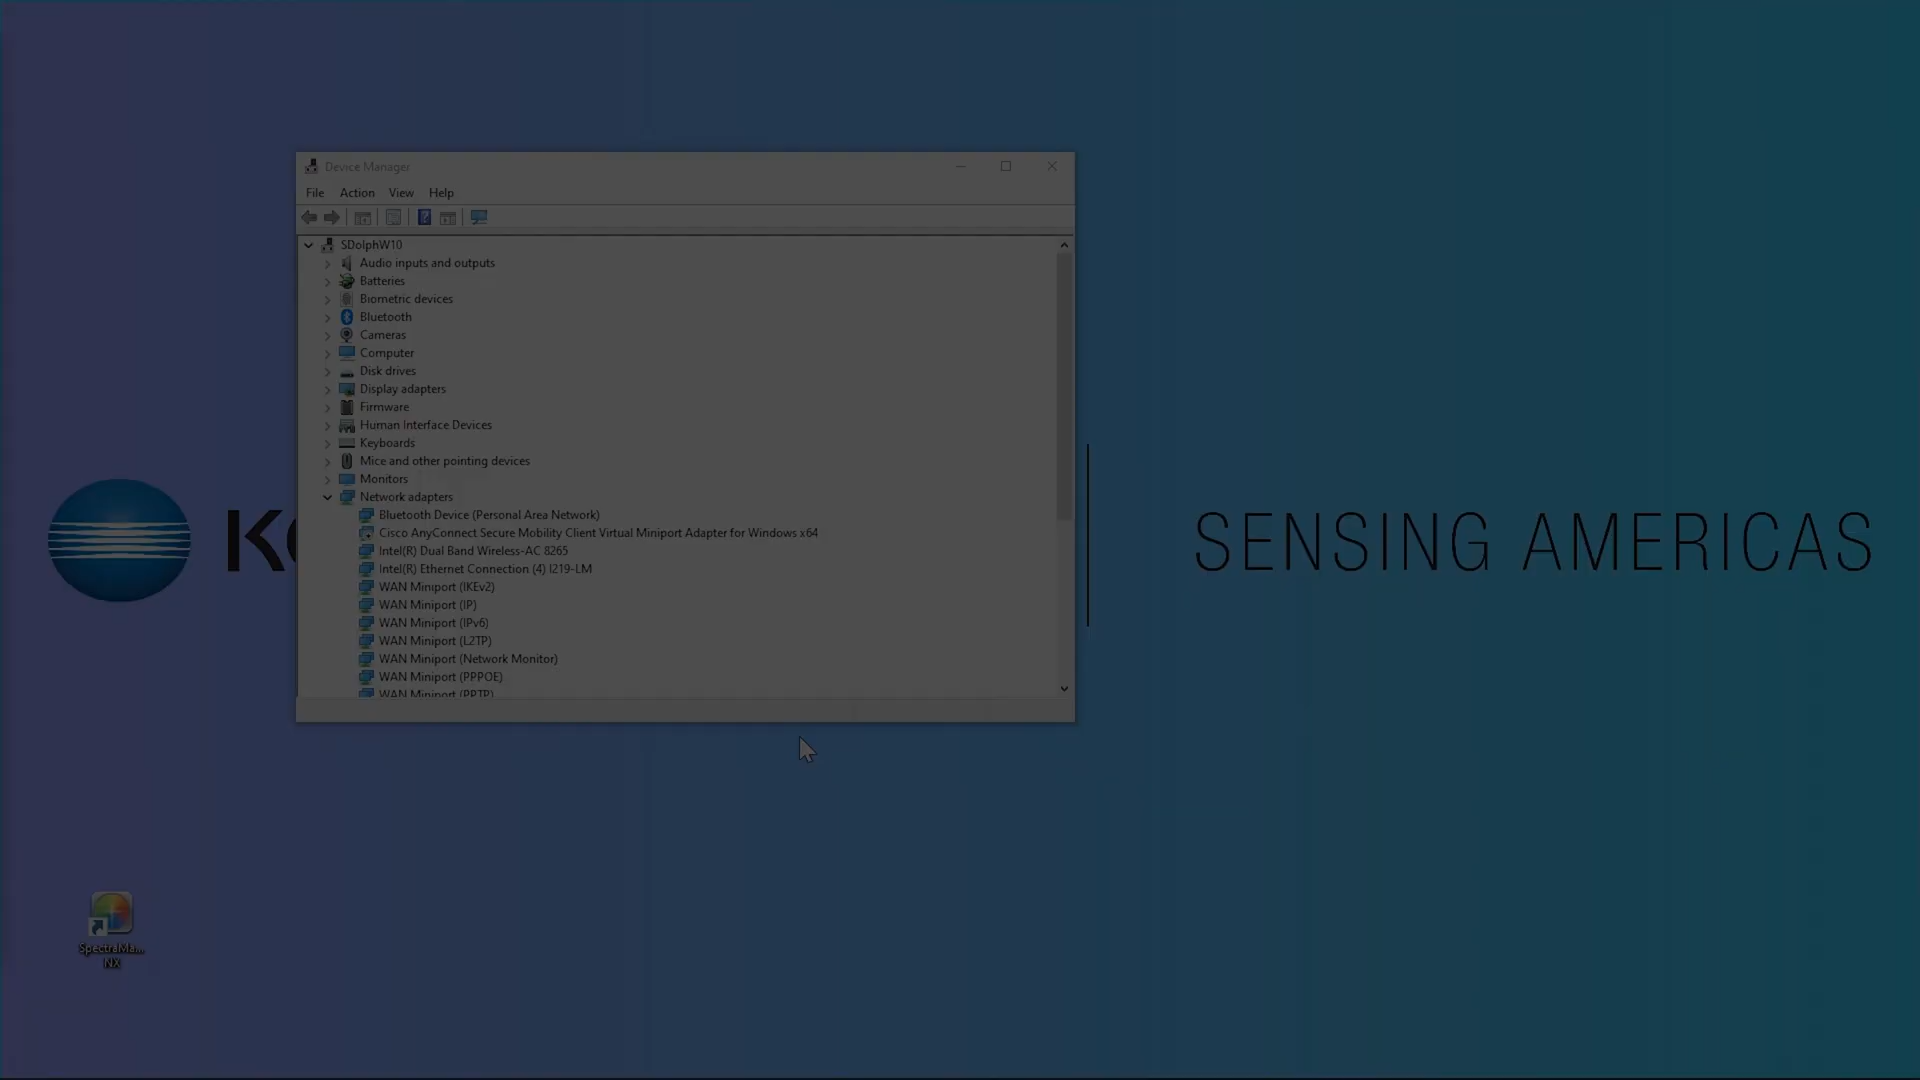 Device Manager
File Action View Help
SDolphW10
Audio inputs and outputs
Batteries
Biometric devices
Bluetooth
Cameras
Computer
Disk drives
Display adapters
Firmware
Human Interface Devices
Keyboards
Mice and other pointing devices
Monitors
Network adapters
Bluetooth Device (Personal Area Network)
Cisco AnyConnect Secure Mobility Client Virtual Miniport Adapter for Windows x64
Intel(R) Dual Band Wireless-AC 8265
Intel(R) Ethernet Connection (4) I219-LM
WAN Miniport (IKEv2)
WAN Miniport (IP)
WAN Miniport (IPv6)
WAN Miniport (L2TP)
WAN Miniport (Network Monitor)
WAN Miniport (PPPOE)
WAN Miniport (PPTP)
SENSING AMERICAS
SpectraMa...
NX